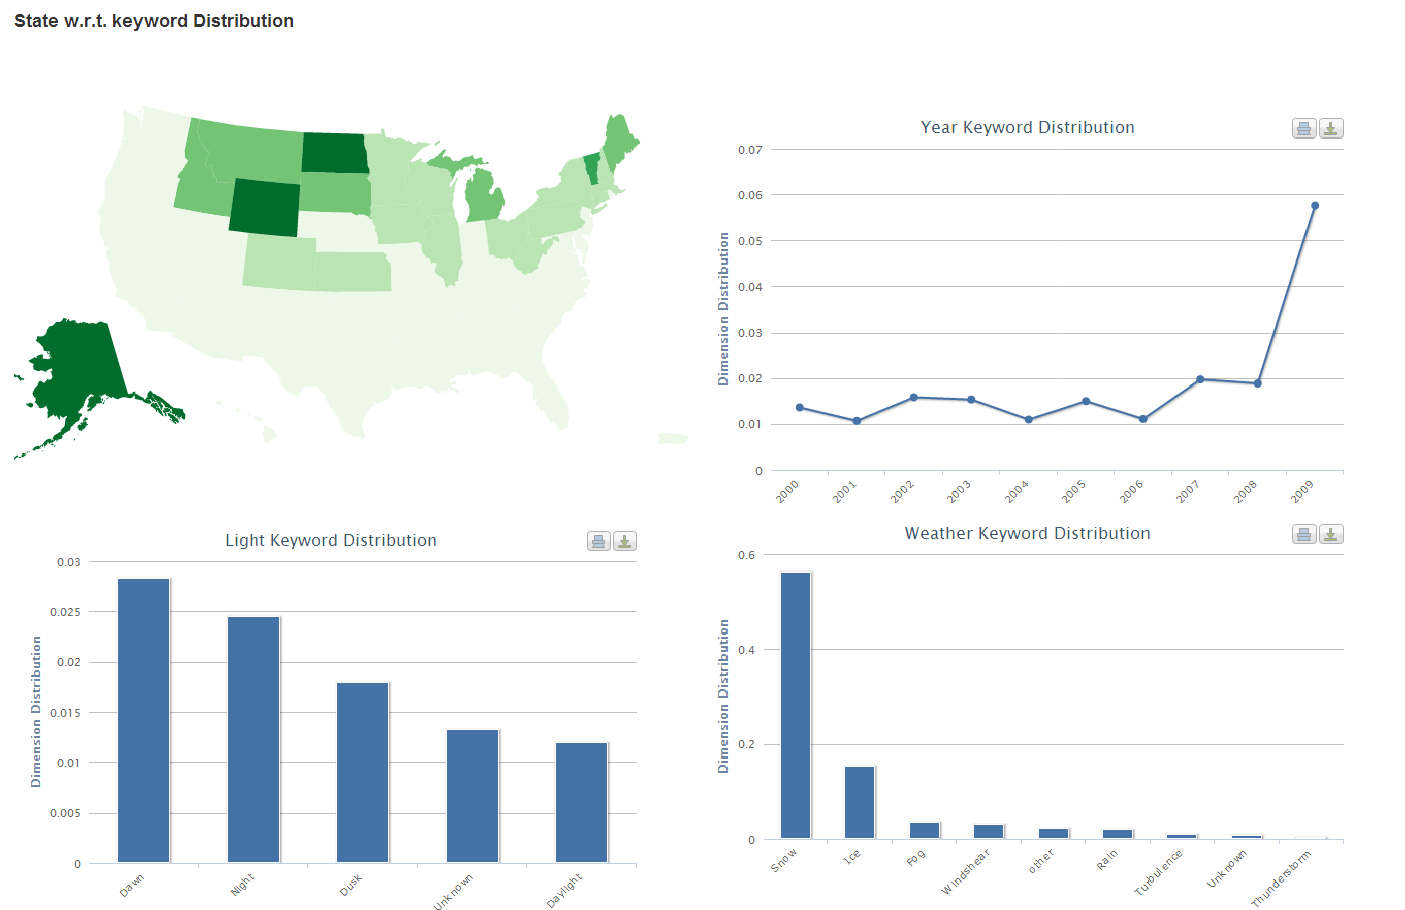 State w.r.t. keyword Distribution
Year Keyword Distribution
Dimension Distribution
0.07
0.06
0.05
0.04
0.03
0.02
0.01
0
2000
2001
2002
2003
2004
2005
2006
2007
2008
2009
Light Keyword Distribution
Dimension Distribution
0.03
0.025
0.02
0.015
0.01
0.005
0
Dawn
Night
Dusk
Unknown
Daylight
Weather Keyword Distribution
Dimension Distribution
0.6
0.4
0.2
0
Snow
Ice
Fog
Windshear
other
Rain
Turbulence
Unknown
Thunderstorm